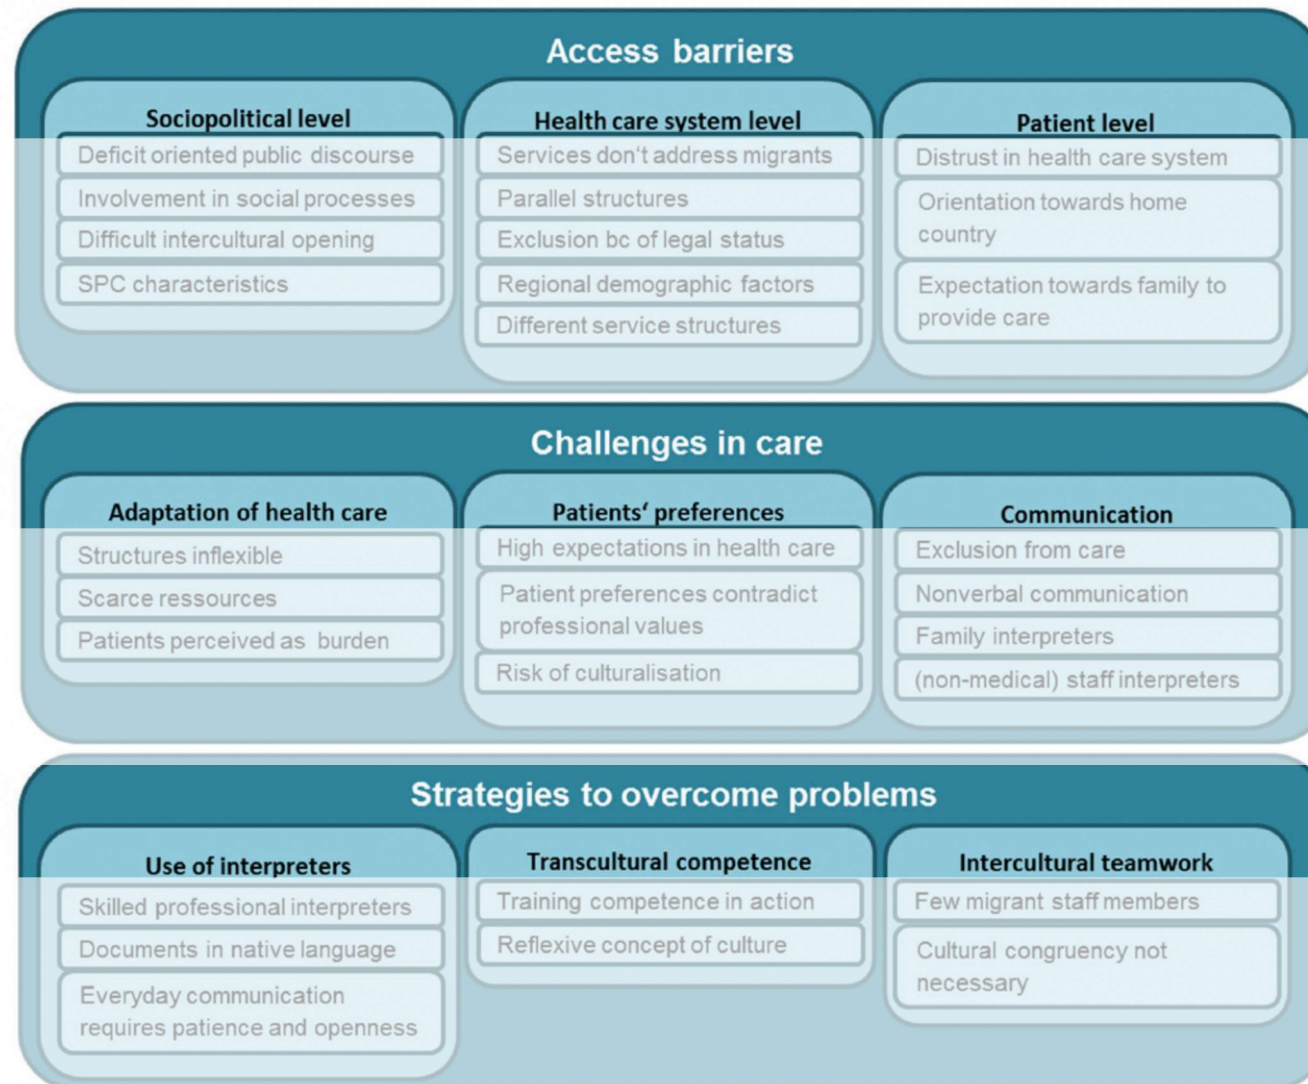 Access barriers
Sociopolitical level
Deficit oriented public discourse
Involvement in social processes
Difficult intercultural opening
SPC characteristics
Health care system level
Services don‘t address migrants
Parallel structures
Exclusion bc of legal status
Regional demographic factors
Different service structures
Patient level
Distrust in health care system
Orientation towards home
country
Expectation towards family to
provide care
Challenges in care
Adaptation of health care
Structures inflexible
Scarce ressources
Patients perceived as burden
Patients‘ preferences
High expectations in health care
Patient preferences contradict
professional values
Risk of culturalisation
Communication
Exclusion from care
Nonverbal communication
Family interpreters
(non-medical) staff interpreters
Strategies to overcome problems
Use of interpreters
Skilled professional interpreters
Documents in native language
Everyday communication
requires patience and openness
Transcultural competence
Training competence in action
Reflexive concept of culture
Intercultural teamwork
Few migrant staff members
Cultural congruency not
necessary